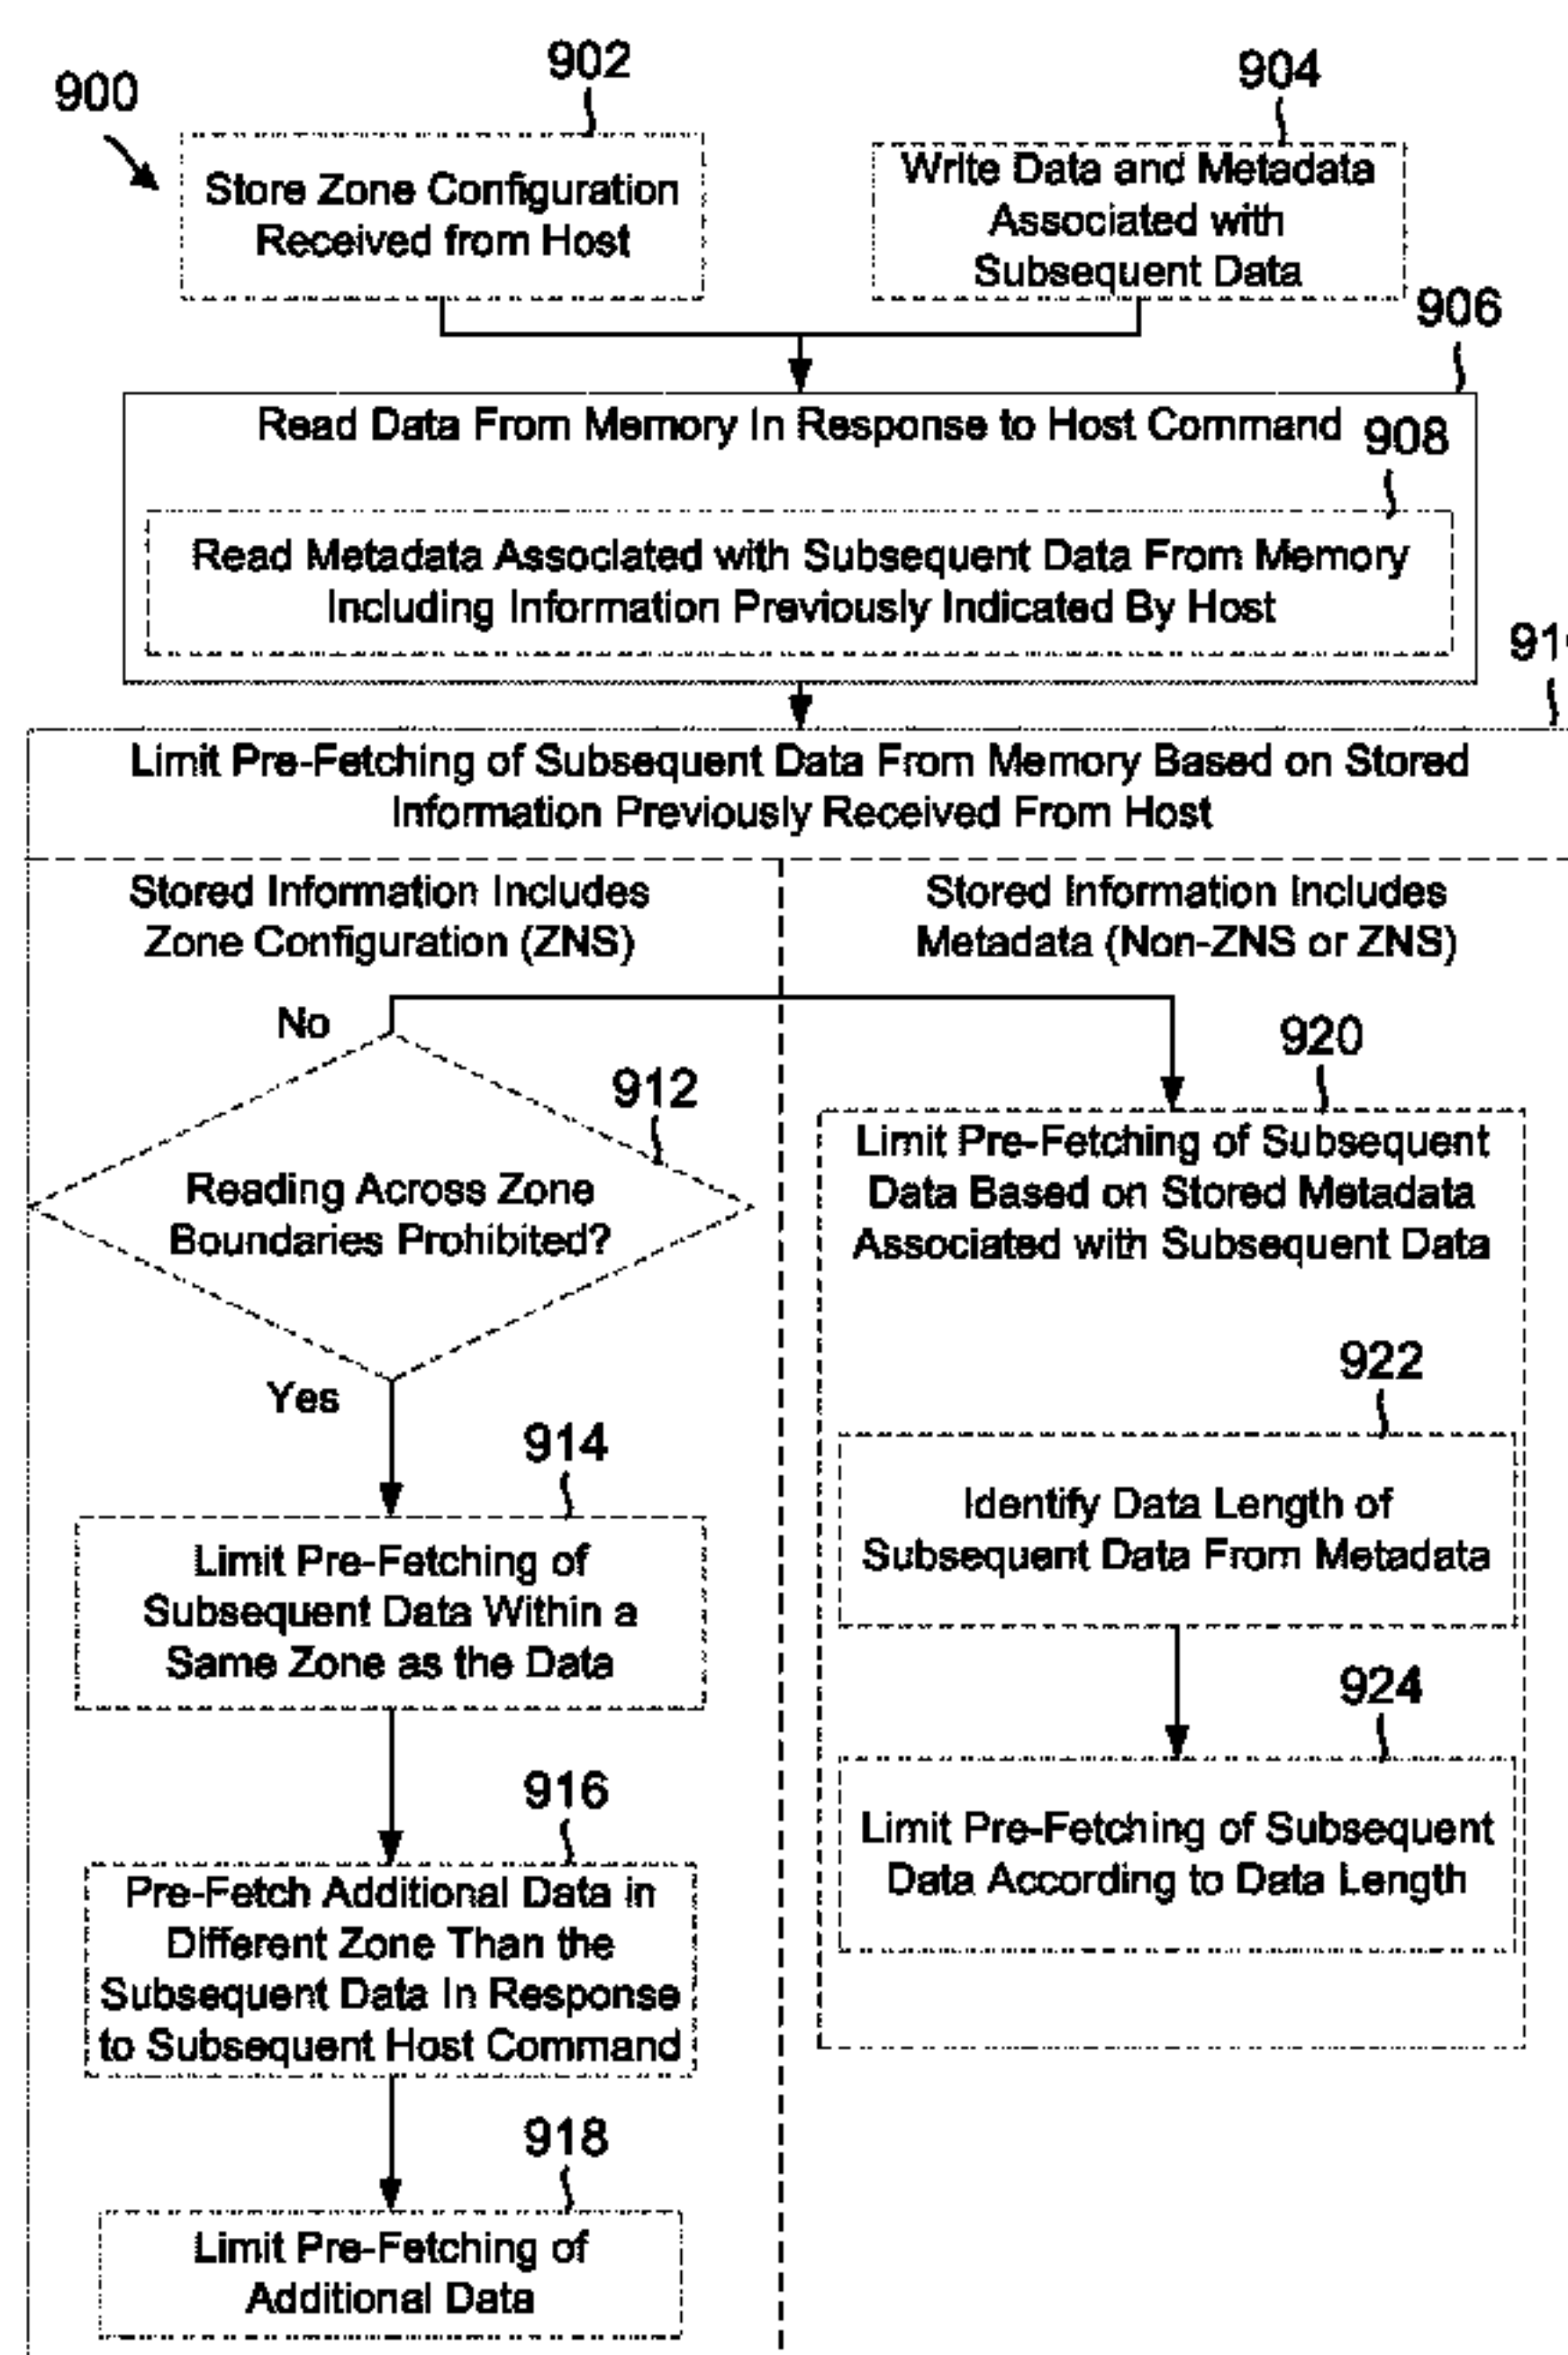 900
902
Store Zone Configuration
Received from Host
904
Write Data and Metadata
Associated with
Subsequent Data
906
Read Data From Memory In Response to Host Command
908
Read Metadata Associated with Subsequent Data From Memory
Including Information Previously Indicated By Host
Limit Pre-Fetching of Subsequent Data From Memory Based on Stored
Information Previously Received From Host
Stored Information Includes
Zone Configuration (ZNS)
No
912
Reading Across Zone
Boundaries Prohibited?
Yes
914
Limit Pre-Fetching of
Subsequent Data Within a
Same Zone as the Data
916
Pre-Fetch Additional Data in
Different Zone Than the
Subsequent Data In Response
to Subsequent Host Command
918
Limit Pre-Fetching of
Additional Data
Stored Information Includes
Metadata (Non-ZNS or ZNS)
920
Limit Pre-Fetching of Subsequent
Data Based on Stored Metadata
Associated with Subsequent Data
922
Identify Data Length of
Subsequent Data From Metadata
924
Limit Pre-Fetching of Subsequent
Data According to Data Length